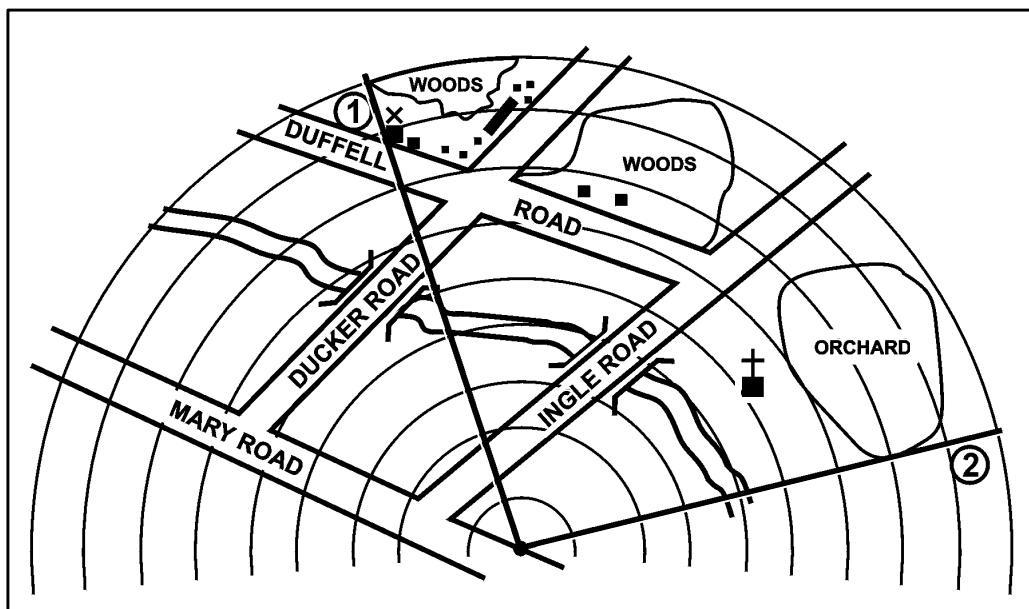 WOODS
1
DUFFELL
WOODS
ROAD
DUCKER ROAD
INGLE ROAD
ORCHARD
MARY ROAD
2